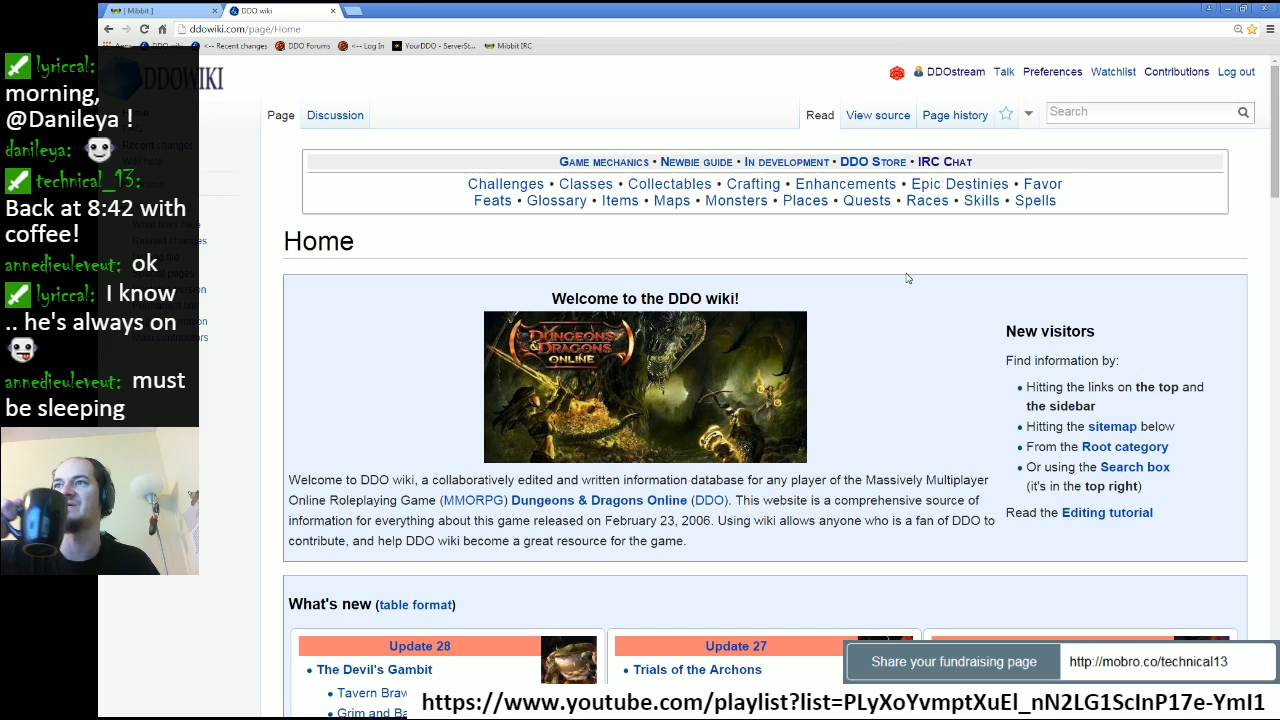 [ Mibbit ]
DDO wiki
ddowiki.com/page/Home
<-- Recent changes
DDO Forums
<-- Log In
YourDDO - ServerSt...
Mibbit IRC
lyriccal:
morning,
@Danileya !
danileya:
technical_13:
Back at 8:42 with
coffee!
annedieuleveut: ok
lyriccal: I know
.. he's always on
annedieuleveut: must
be sleeping
DDOWIKI
DDOstream Talk Preferences Watchlist Contributions Log out
Page Discussion Read View source Page history Search
Game mechanics • Newbie guide • In development • DDO Store • IRC Chat
Challenges • Classes • Collectables • Crafting • Enhancements • Epic Destinies • Favor
Feats • Glossary • Items • Maps • Monsters • Places • Quests • Races • Skills • Spells
Home
Welcome to the DDO wiki!
DUNGEONS
& DRAGONS
ONLINE
Welcome to DDO wiki, a collaboratively edited and written information database for any player of the Massively Multiplayer
Online Roleplaying Game (MMORPG) Dungeons & Dragons Online (DDO). This website is a comprehensive source of
information for everything about this game released on February 23, 2006. Using wiki allows anyone who is a fan of DDO to
contribute, and help DDO wiki become a great resource for the game.
New visitors
Find information by:
• Hitting the links on the top and
the sidebar
• Hitting the sitemap below
• From the Root category
• Or using the Search box
(it's in the top right)
Read the Editing tutorial
What's new (table format)
Update 28
• The Devil's Gambit
• Tavern Braw
• Grim and Ba
Update 27
• Trials of the Archons
Share your fundraising page http://mobro.co/technical13
https://www.youtube.com/playlist?list=PLyXoYvmptXuEl_nN2LG1ScInP17e-YmI1